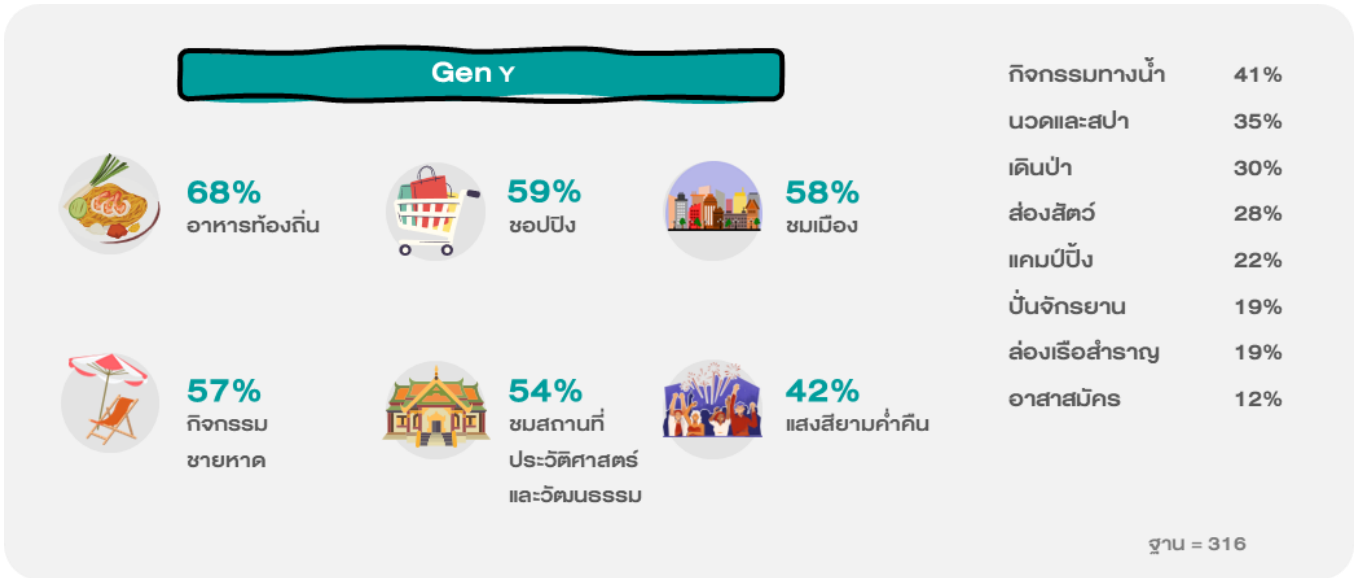 Gen Y
68%
อาหารท้องถิ่น
59%
ชอปปิง
58%
ชมเมือง
57%
กิจกรรม
ชายหาด
54%
ชมสถานที่
ประวัติศาสตร์
และวัฒนธรรม
42%
แสงสียามค่ำคืน
กิจกรรมทางน้ำ 41%
นวดและสปา 35%
เดินป่า 30%
ส่องสัตว์ 28%
แคมป์ปิ้ง 22%
ปั่นจักรยาน 19%
ล่องเรือสำราญ 19%
อาสาสมัคร 12%
ฐาน = 316